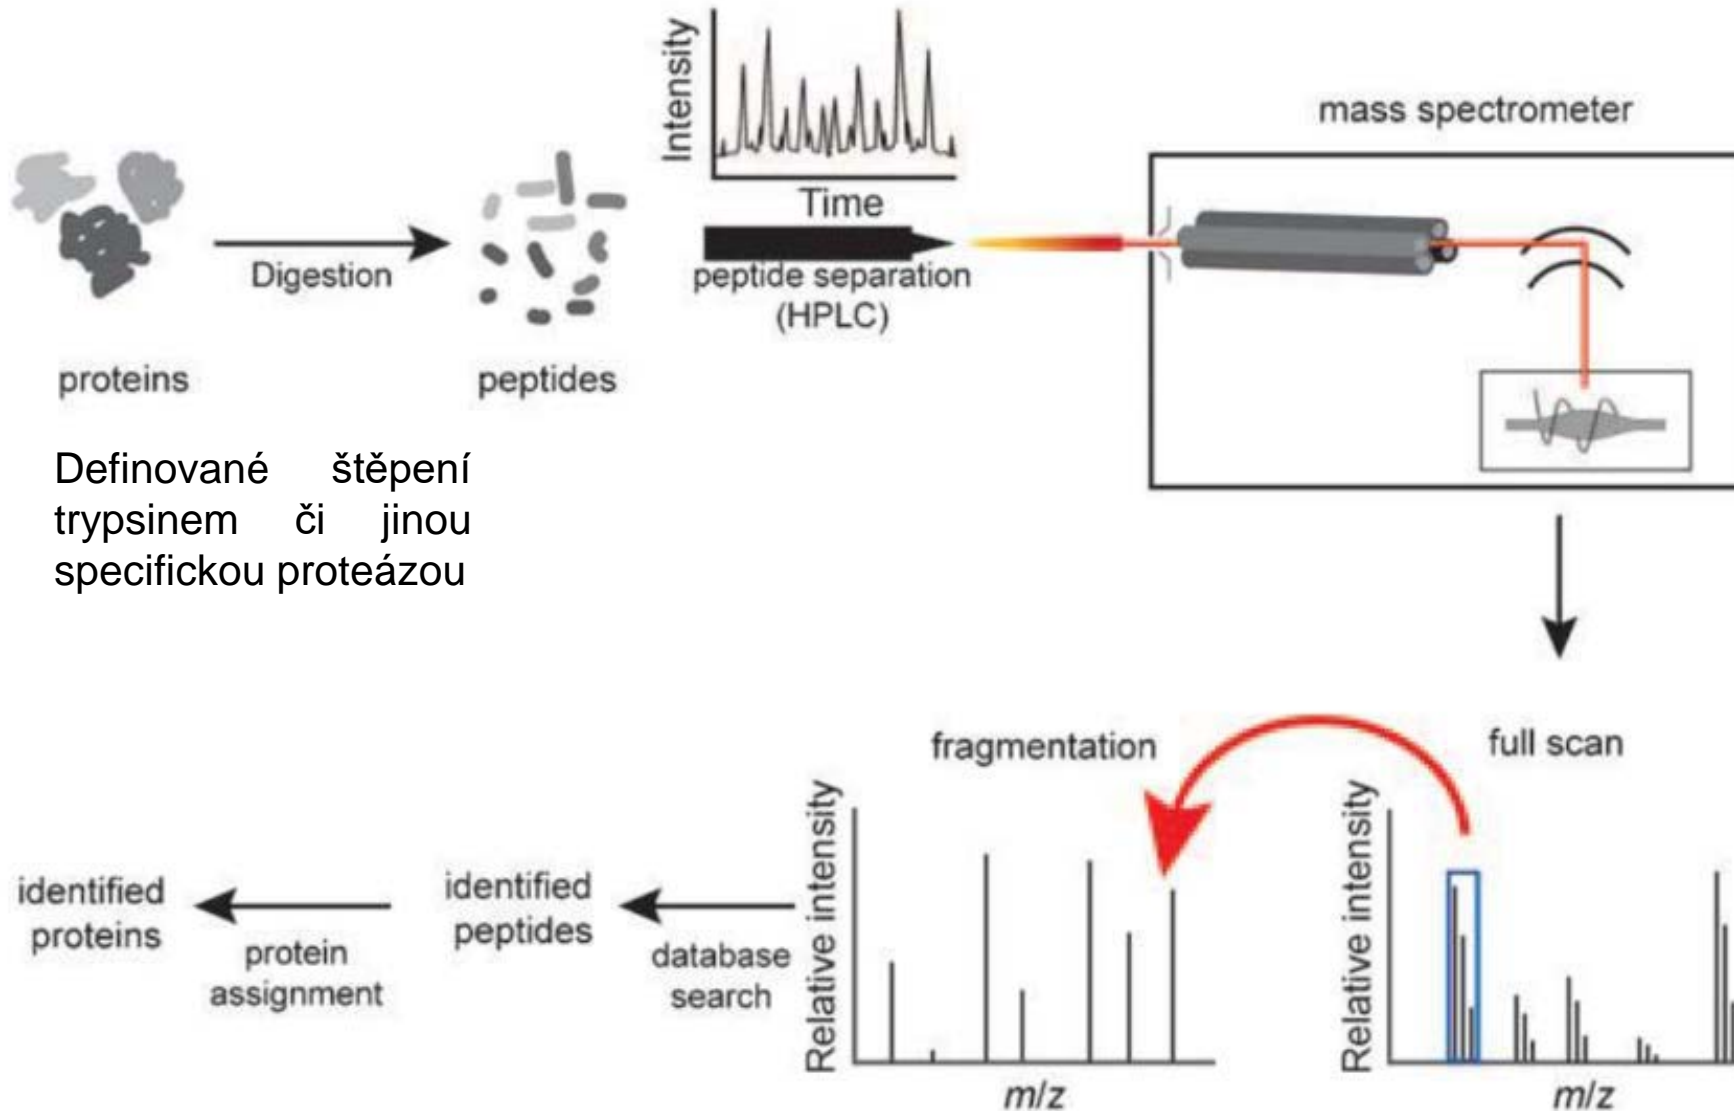 Intensity
Time
mass spectrometer
Digestion
peptide separation
(HPLC)
proteins
peptides
Definované štěpení
trypsinem či jinou
specifickou proteázou
fragmentation
full scan
Relative intensity
Relative intensity
identified
proteins
protein
assignment
identified
peptides
database
search
m/z
m/z